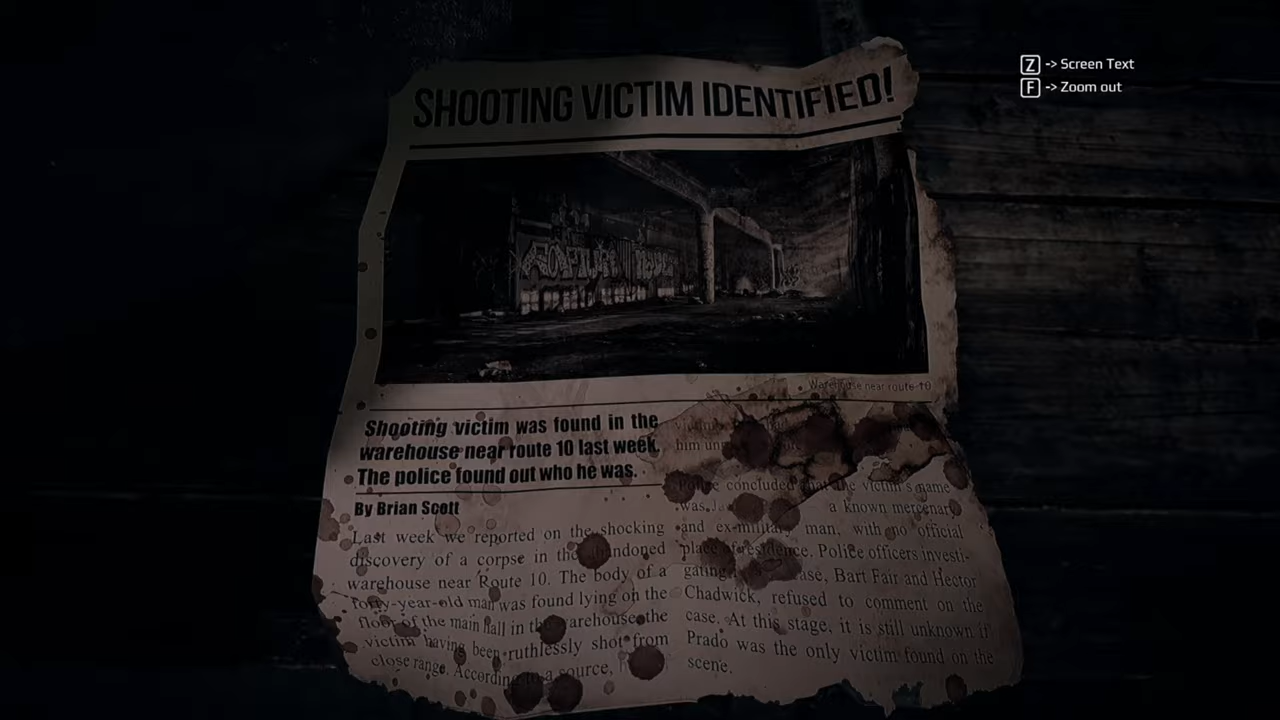 Z -> Screen Text
F -> Zoom out
SHOOTING VICTIM IDENTIFIED!
Warehouse near route 10
Shooting victim was found in the
warehouse near route 10 last week.
The police found out who he was.
By Brian Scott
Last week we reported on the shocking
discovery of a corpse in the abandoned
warehouse near Route 10. The body of a
forty-year-old man was found lying on the
floor of the main hall in the warehouse, the
victim having been ruthlessly shot from
close range. According to a source,
him
Police concluded that the victim's name
was a known mercenary
and ex-military man, with no official
place of residence. Police officers investi-
gating case, Bart Fair and Hector
Chadwick, refused to comment on the
case. At this stage, it is still unknown if
Prado was the only victim found on the
scene.